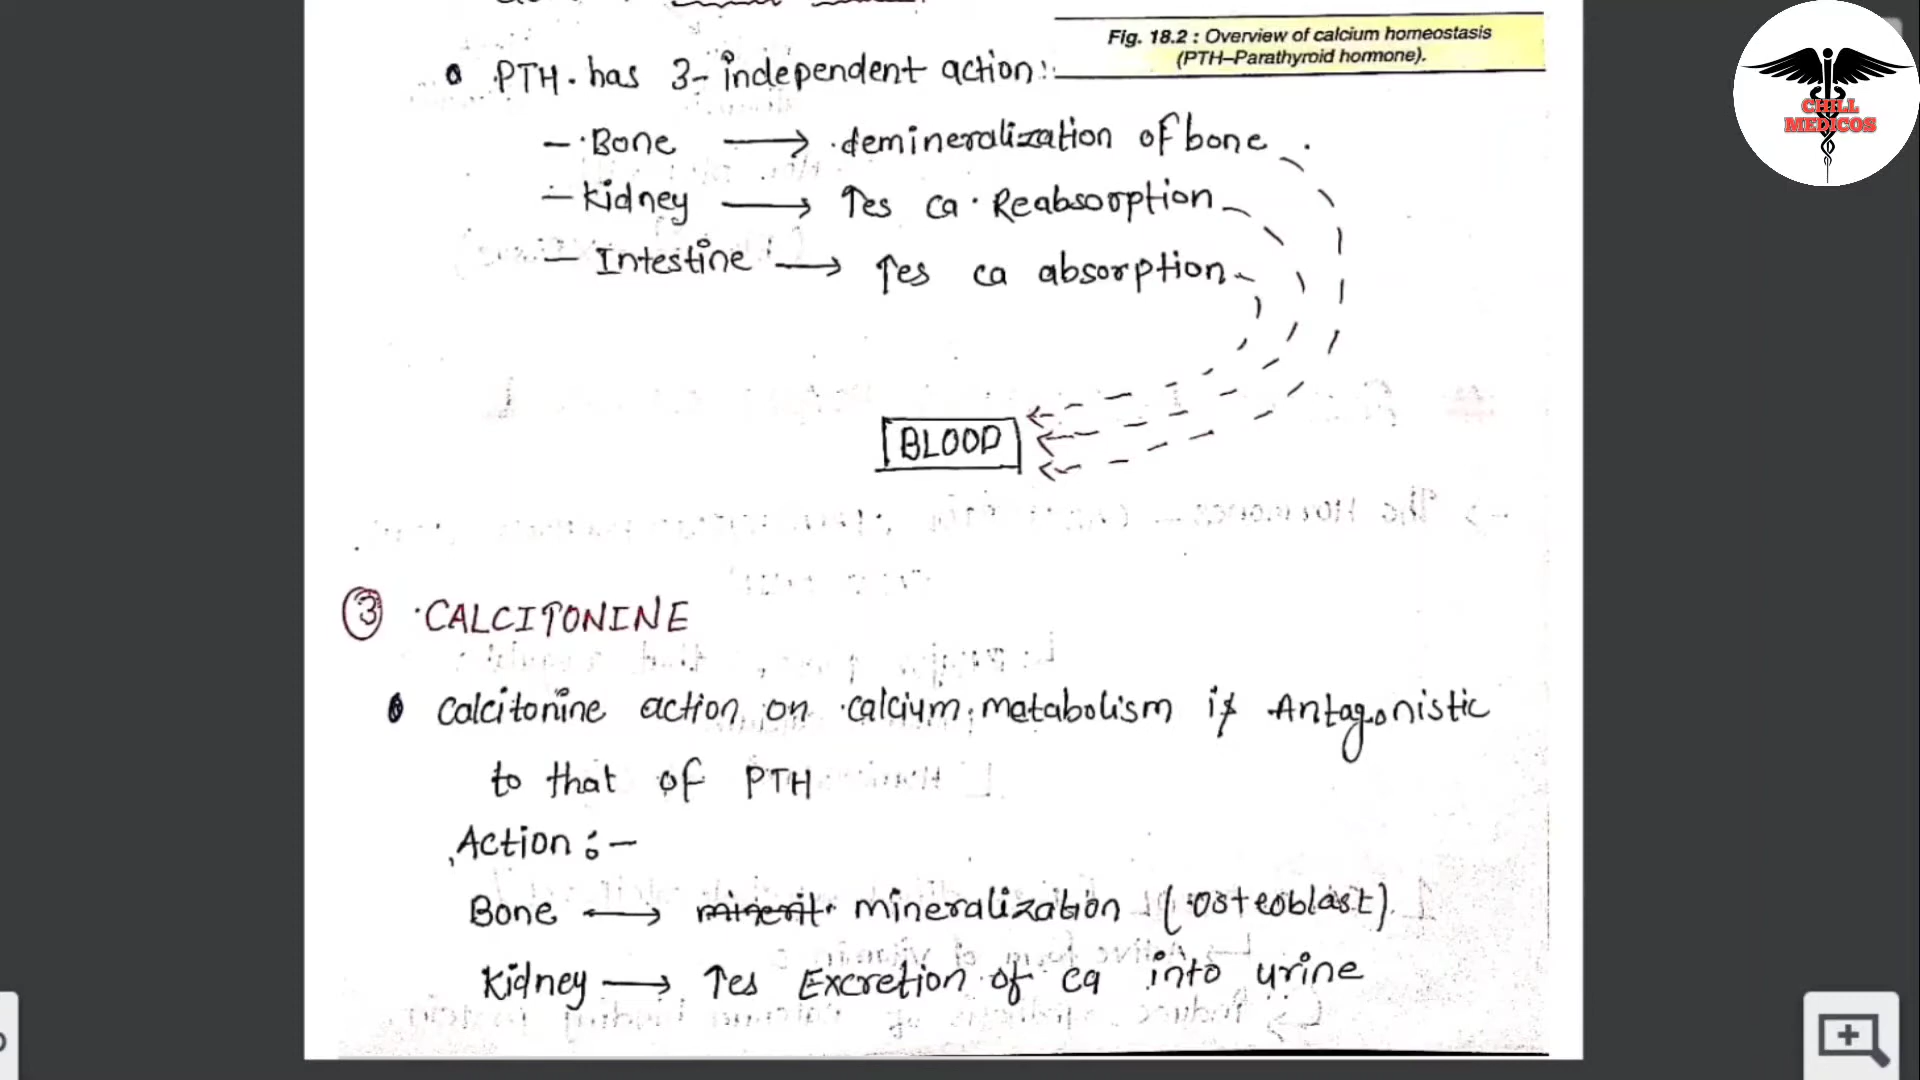 Fig. 18.2 : Overview of calcium homeostasis
(PTH–Parathyroid hormone).
CHILL
MEDICOS
PTH has 3- independent action :-
- Bone → demineralization of bone
- Kidney → ↑es ca Reabsorption
- Intestine → ↑es ca absorption
BLOOD
3 CALCITONINE
Calcitonine action on calcium metabolism is Antagonistic
to that of PTH
Action :-
Bone → mineralization (osteoblast)
Kidney → ↑es Excretion of ca into urine